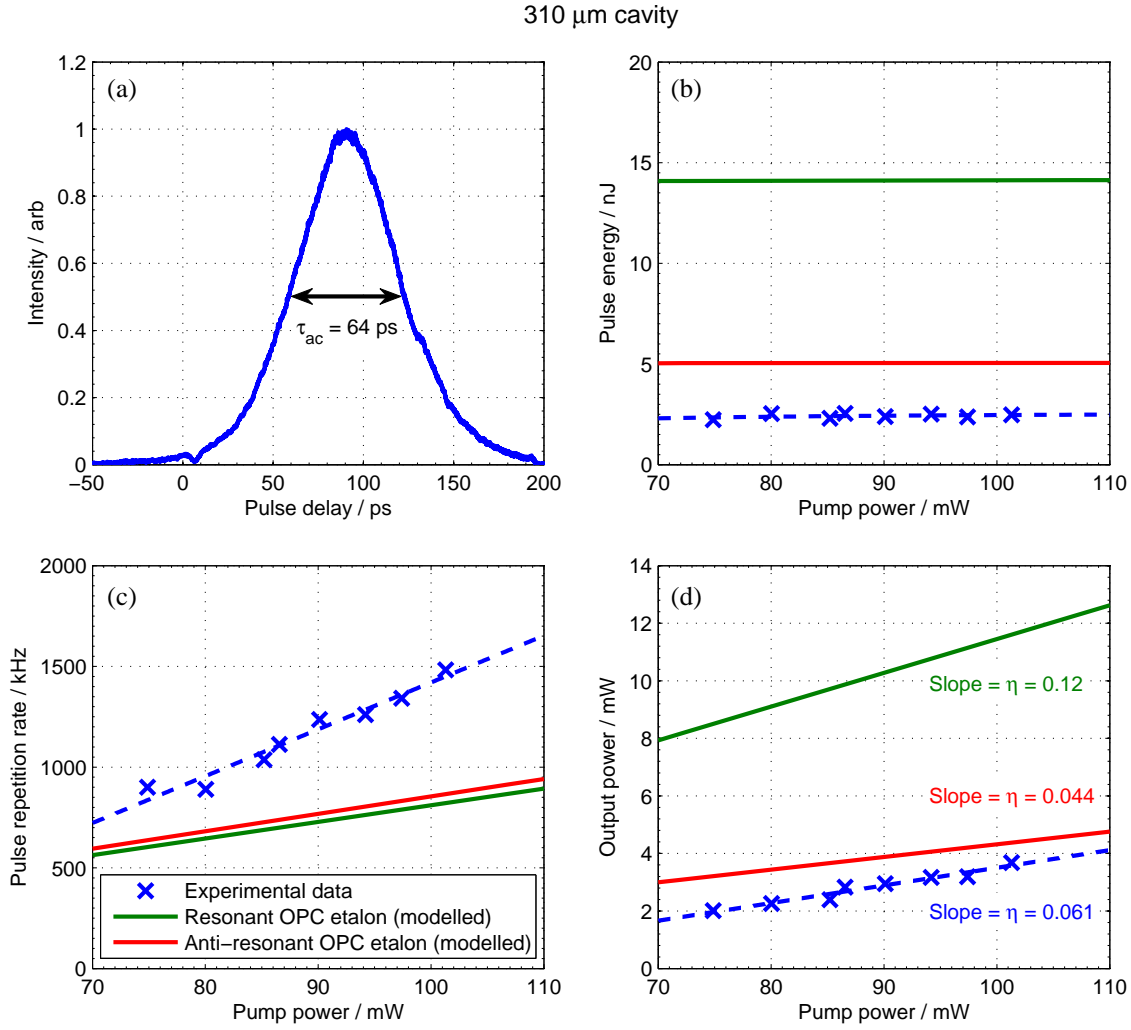 310 μm cavity
(a)
1.2
1
0.8
0.6
0.4
0.2
0
Intensity / arb
τac = 64 ps
−50
0
50
100
150
200
Pulse delay / ps
(b)
20
15
10
5
0
Pulse energy / nJ
70
80
90
100
110
Pump power / mW
(c)
2000
1500
1000
500
0
Pulse repetition rate / kHz
Experimental data
Resonant OPC etalon (modelled)
Anti−resonant OPC etalon (modelled)
70
80
90
100
110
Pump power / mW
(d)
14
12
10
8
6
4
2
0
Output power / mW
Slope = η = 0.12
Slope = η = 0.044
Slope = η = 0.061
70
80
90
100
110
Pump power / mW